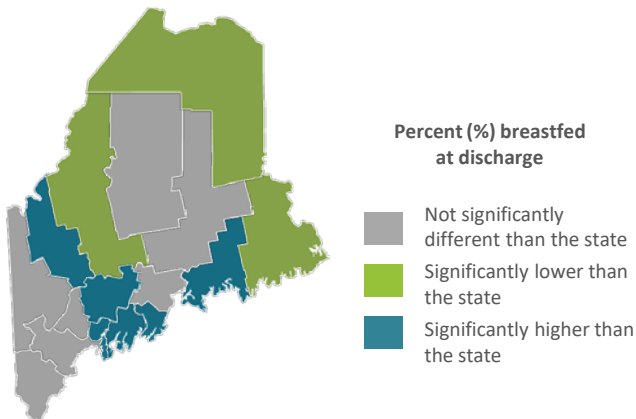 Percent (%) breastfed
at discharge
Not significantly
different than the state
Significantly lower than
the state
Significantly higher than
the state